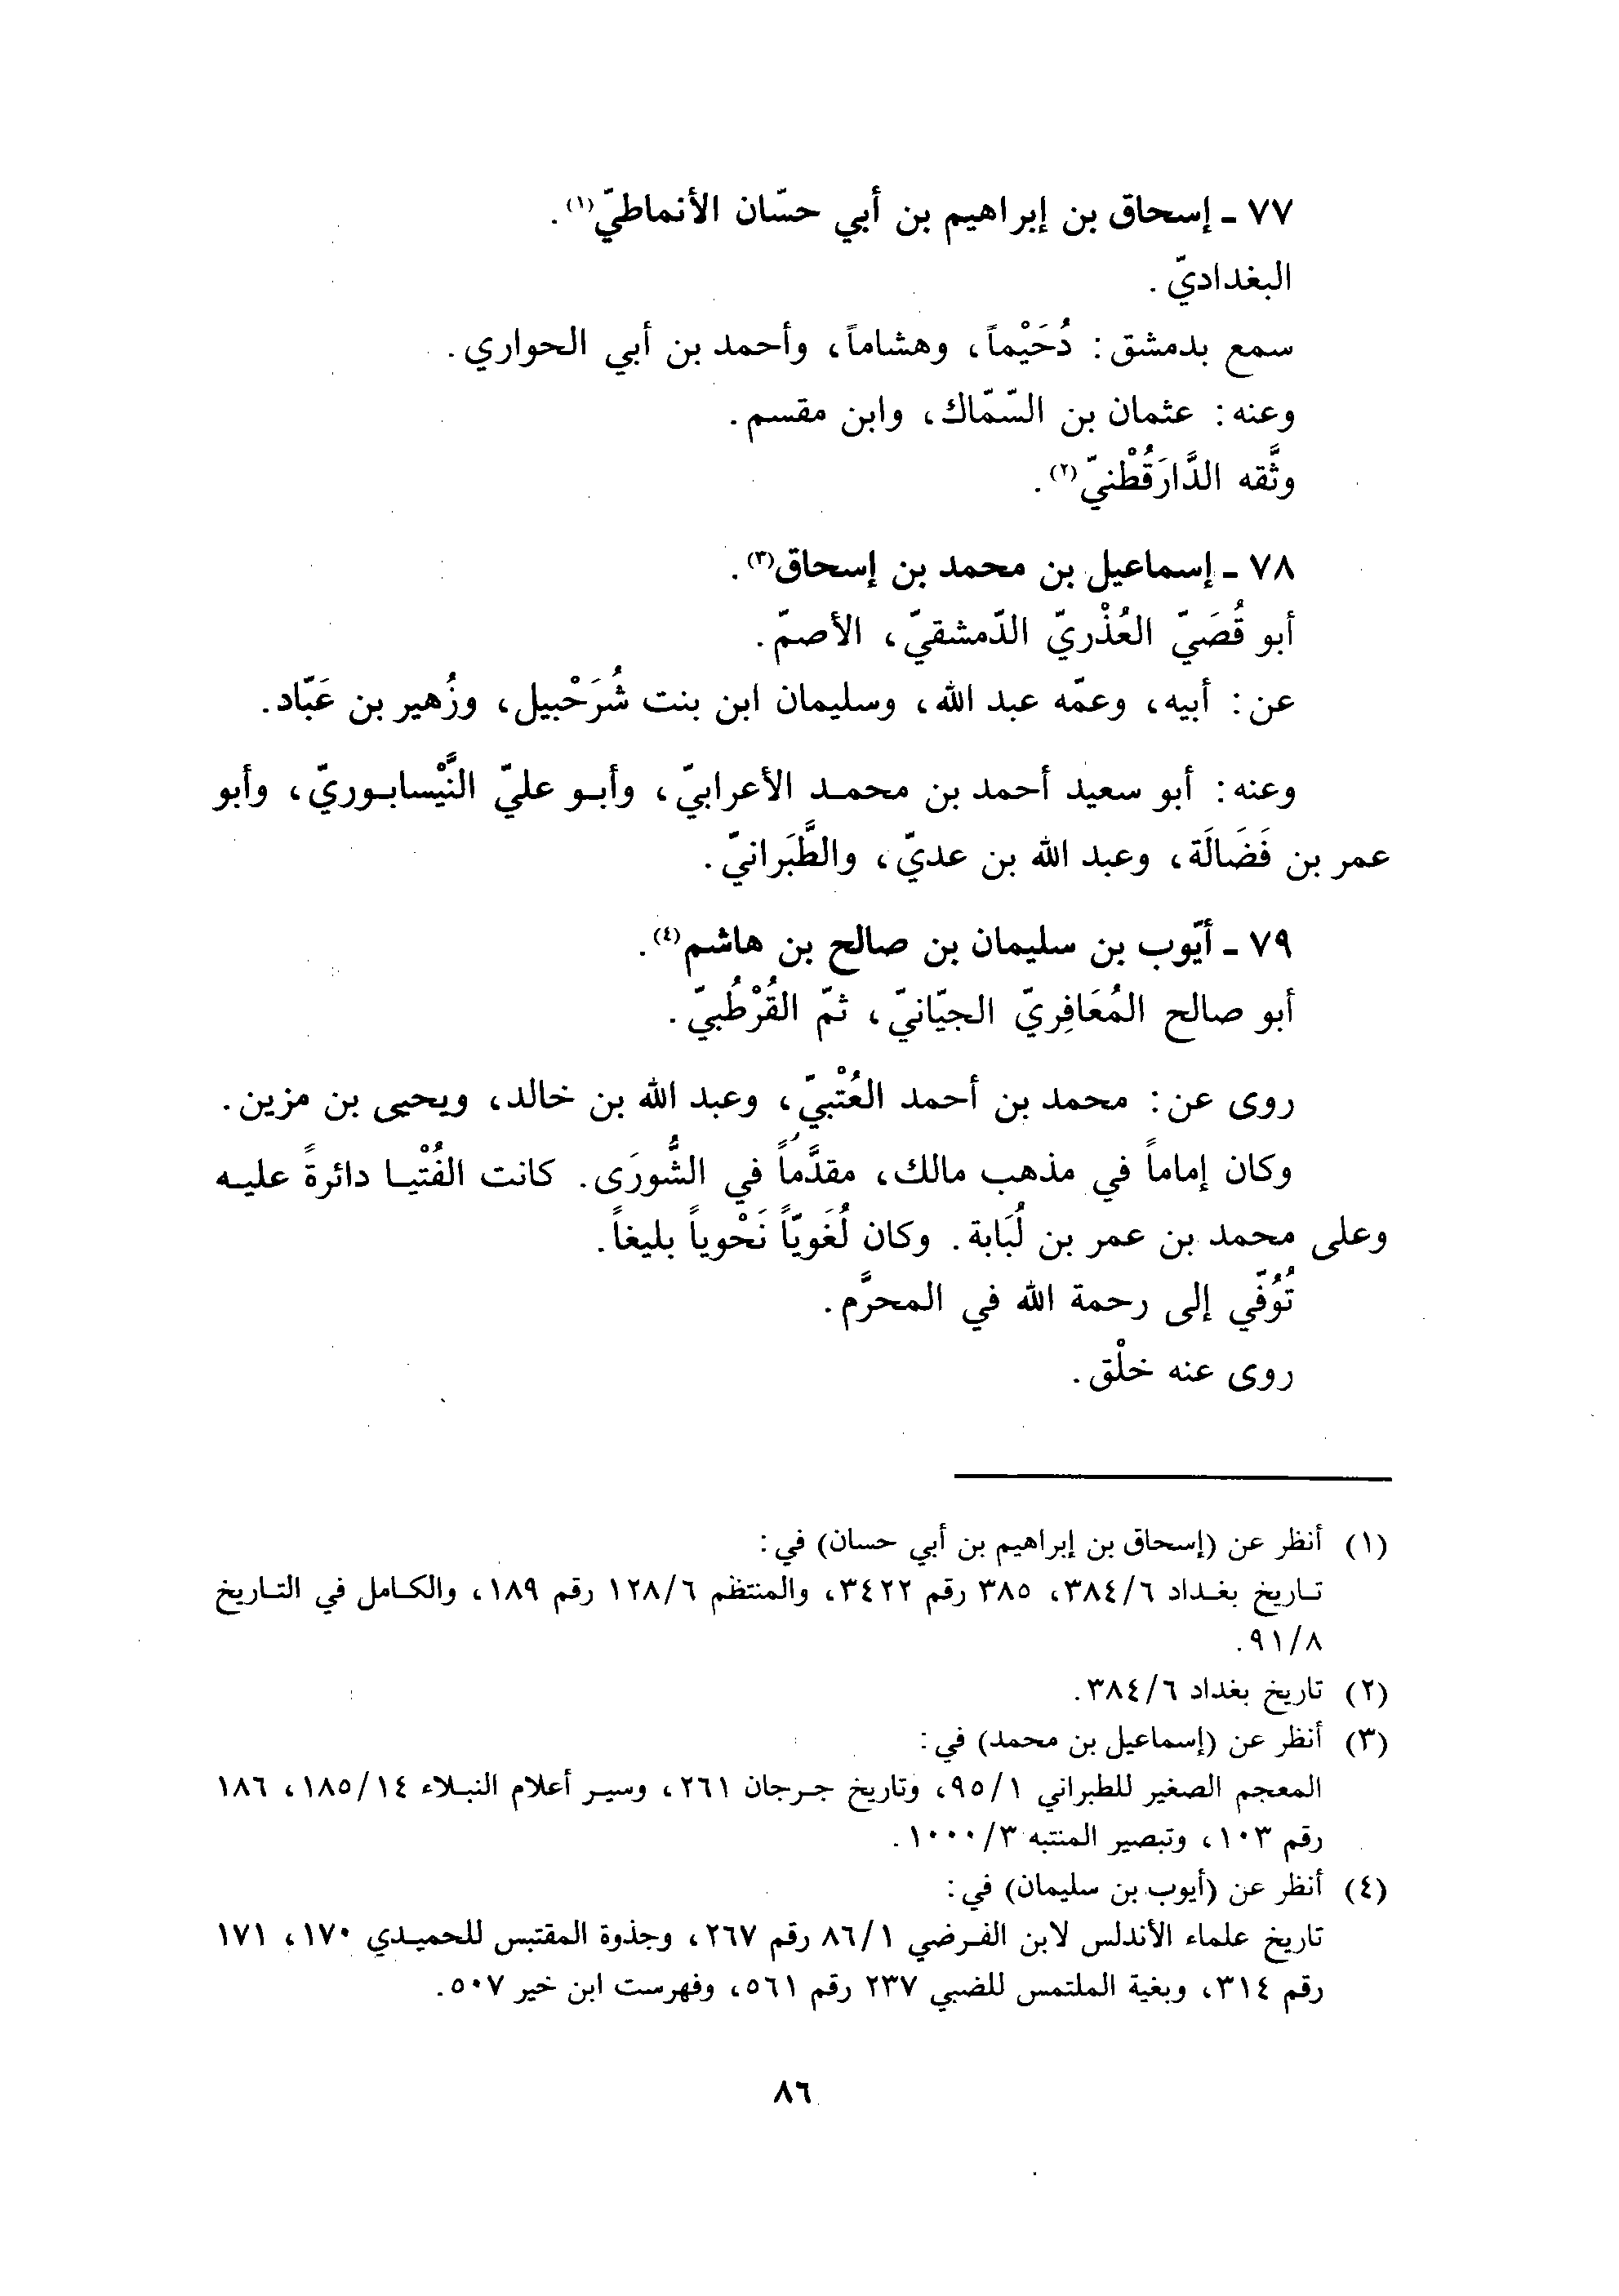 ٧٧ - إسحاق بن إبراهيم بن أبي حسّان الأنماطيّ(١).
البغداديّ.
سمع بدمشق: دُحَيْماً، وهشاماً، وأحمد بن أبي الحواري.
وعنه: عثمان بن السّمّاك، وابن مقسم.
وثَّقه الدَّارَقُطْنيّ(٢).
٧٨ - إسماعيل بن محمد بن إسحاق(٣).
أبو قُصَيّ العُذْريّ الدّمشقيّ، الأصمّ.
عن: أبيه، وعمّه عبد الله، وسليمان ابن بنت شُرَحْبيل، وزُهير بن عَبّاد.
وعنه: أبو سعيد أحمد بن محمد الأعرابيّ، وأبو عليّ النَّيْسابوريّ، وأبو
عمر بن فَضَالَة، وعبد الله بن عديّ، والطَّبَرانيّ.
٧٩ - أيّوب بن سليمان بن صالح بن هاشم(٤).
أبو صالح المُعَافِريّ الجيّانيّ، ثمّ القُرْطُبيّ.
روى عن: محمد بن أحمد العُتْبيّ، وعبد الله بن خالد، ويحيى بن مزين.
وكان إماماً في مذهب مالك، مقدَّماً في الشُّورَى. كانت الفُتْيا دائرةً عليه
وعلى محمد بن عمر بن لُبَابة. وكان لُغَويّاً نَحْوياً بليغاً.
تُوُفّي إلى رحمة الله في المحرَّم.
روى عنه خلْق.
(١) أنظر عن (إسحاق بن إبراهيم بن أبي حسان) في:
تاريخ بغداد ٣٨٤/٦، ٣٨٥ رقم ٣٤٢٢، والمنتظم ١٢٨/٦ رقم ١٨٩، والكامل في التاريخ
٩١/٨.
(٢) تاريخ بغداد ٣٨٤/٦.
(٣) أنظر عن (إسماعيل بن محمد) في:
المعجم الصغير للطبراني ٩٥/١، وتاريخ جرجان ٢٦١، وسير أعلام النبلاء ١٨٥/١٤، ١٨٦
رقم ١٠٣، وتبصير المنتبه ١٠٠٠/٣.
(٤) أنظر عن (أيوب بن سليمان) في:
تاريخ علماء الأندلس لابن الفرضي ٨٦/١ رقم ٢٦٧، وجذوة المقتبس للحميدي ١٧٠، ١٧١
رقم ٣١٤، وبغية الملتمس للضبي ٢٣٧ رقم ٥٦١، وفهرست ابن خير ٥٠٧.
٨٦